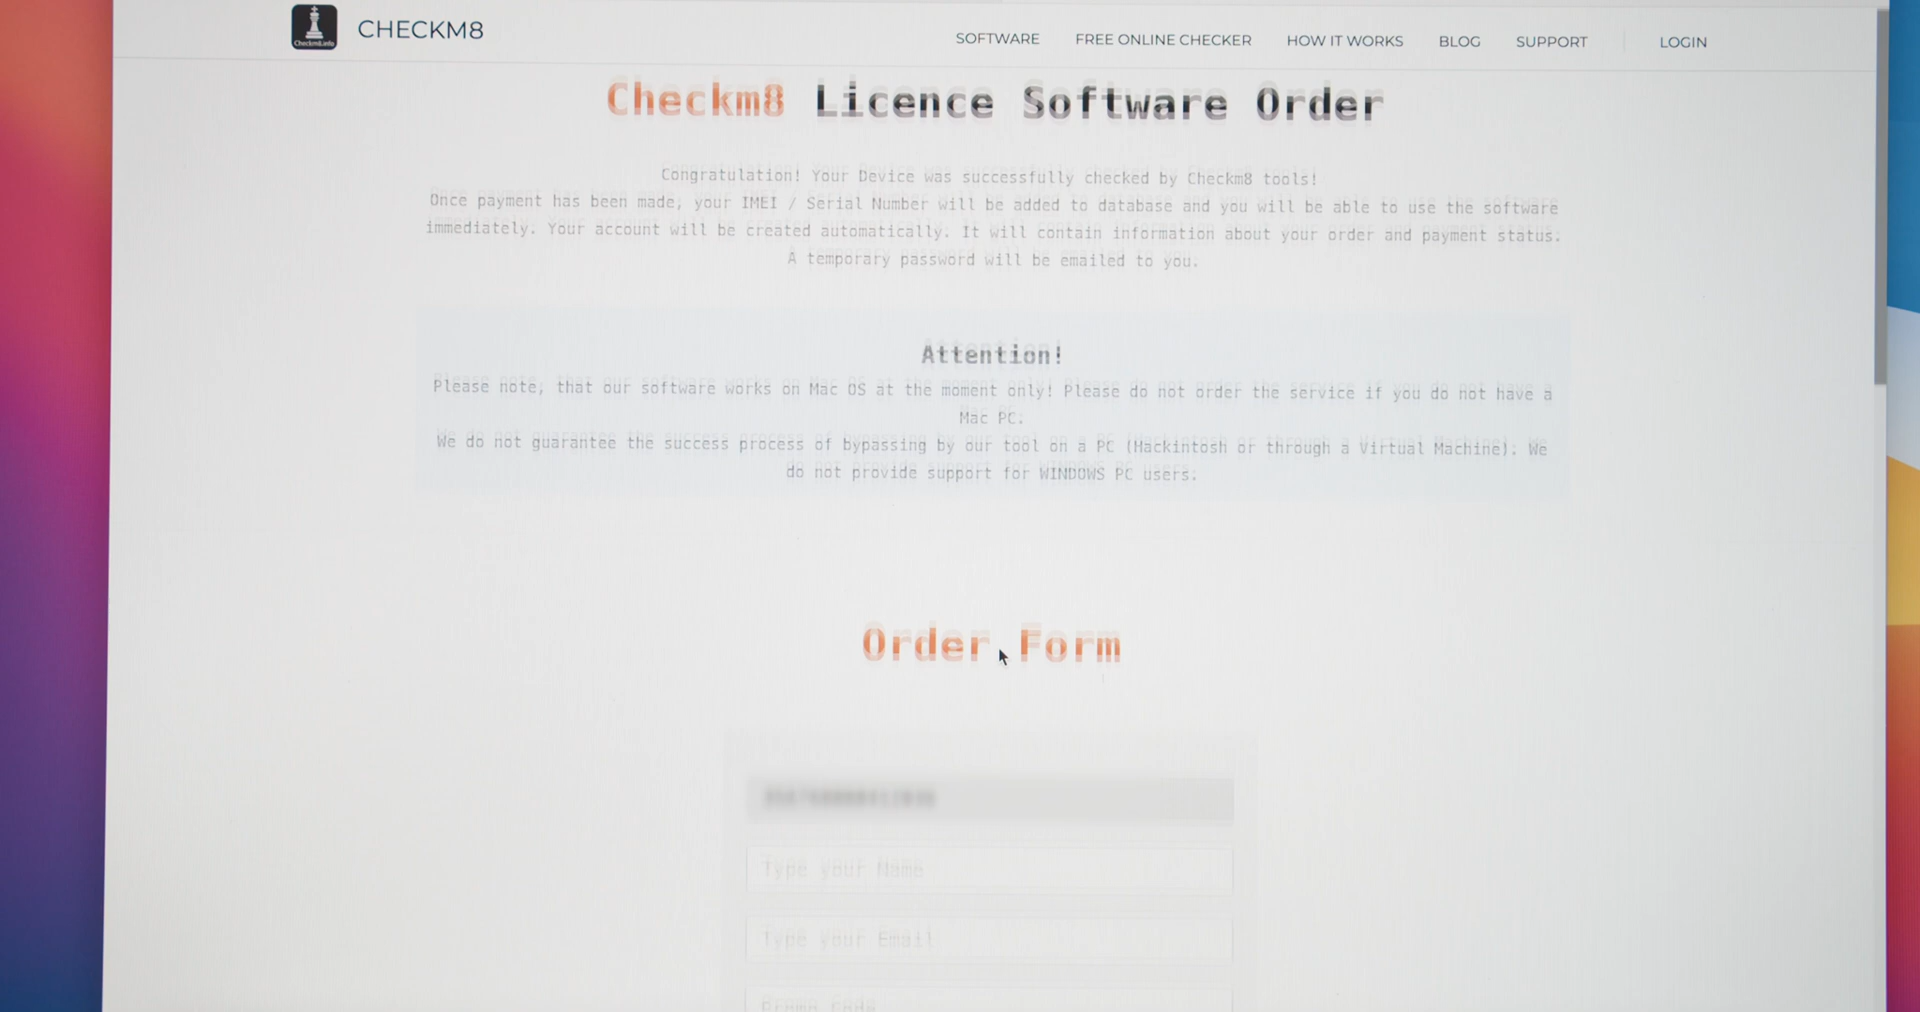 Checkm8.info
CHECKM8
SOFTWARE
FREE ONLINE CHECKER
HOW IT WORKS
BLOG
SUPPORT
LOGIN
Checkm8 Licence Software Order
Congratulation! Your Device was successfully checked by Checkm8 tools!
Once payment has been made, your IMEI / Serial Number will be added to database and you will be able to use the software
immediately. Your account will be created automatically. It will contain information about your order and payment status.
A temporary password will be emailed to you.
Attention!
Please note, that our software works on Mac OS at the moment only! Please do not order the service if you do not have a
Mac PC.
We do not guarantee the success process of bypassing by our tool on a PC (Hackintosh or through a Virtual Machine). We
do not provide support for WINDOWS PC users.
Order Form
Type your Name
Type your Email
Promo Code